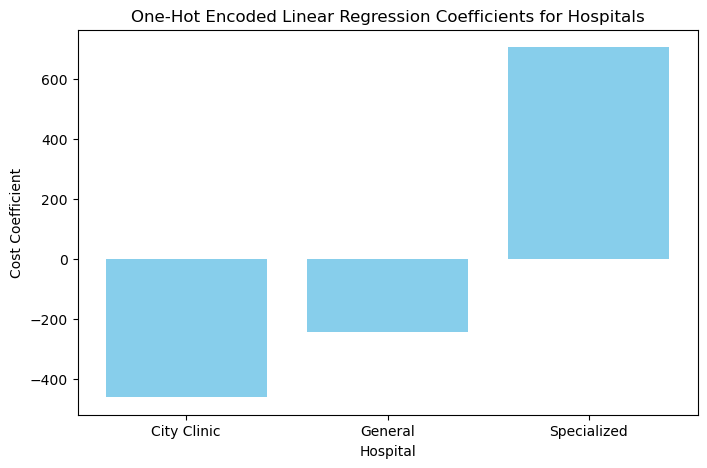 One-Hot Encoded Linear Regression Coefficients for Hospitals
600
400
200
0
−200
−400
Cost Coefficient
City Clinic
General
Specialized
Hospital